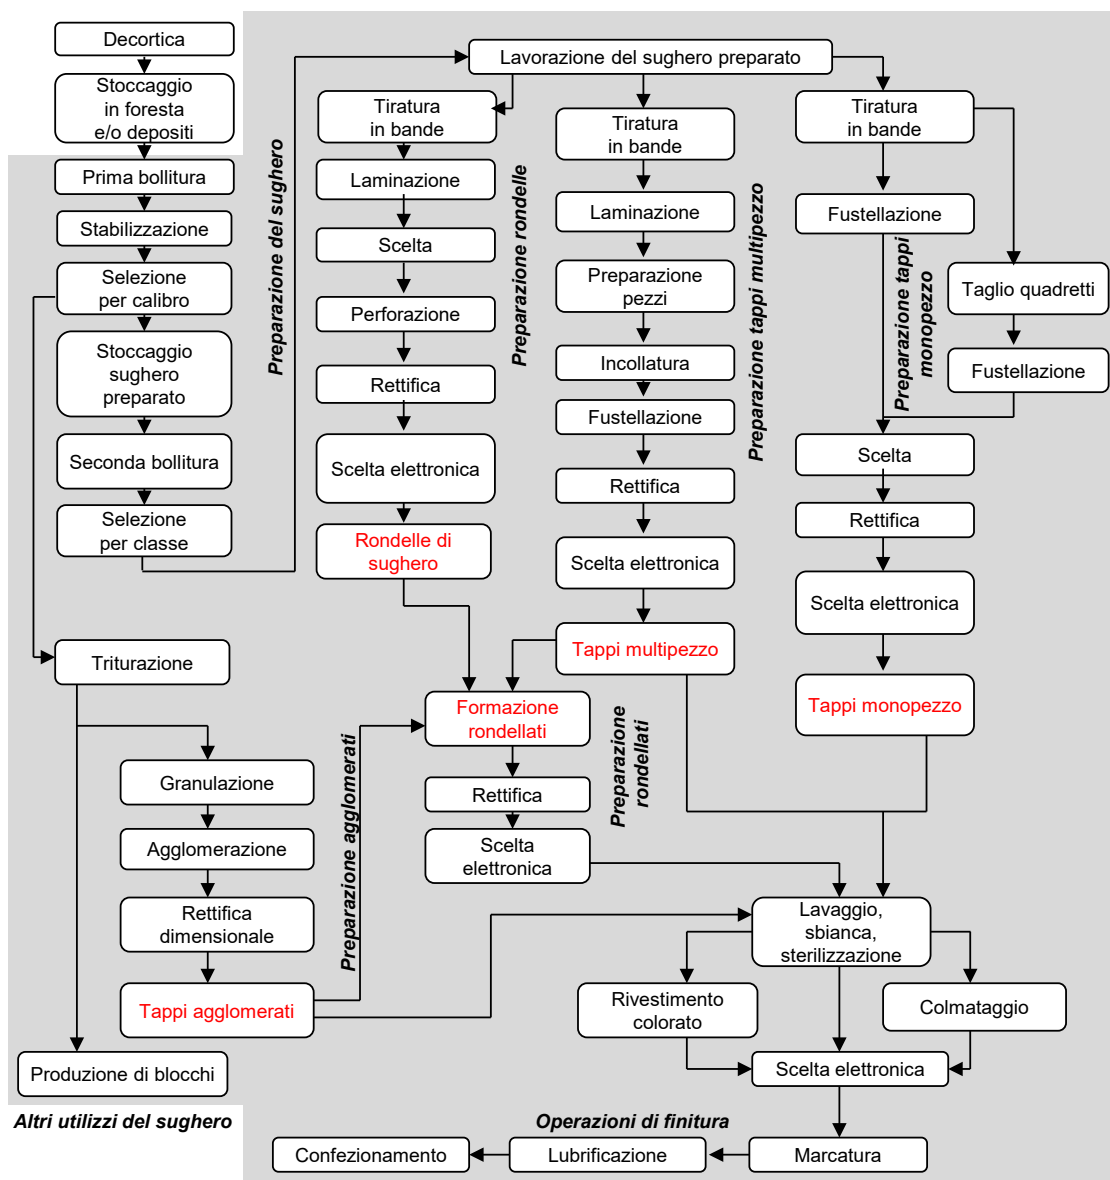 Decortica
Stoccaggio
in foresta
e/o depositi
Prima bollitura
Stabilizzazione
Selezione
per calibro
Stoccaggio
sughero
preparato
Seconda bollitura
Selezione
per classe
Preparazione del sughero
Lavorazione del sughero preparato
Tiratura
in bande
Laminazione
Scelta
Perforazione
Rettifica
Scelta elettronica
Rondelle di
sughero
Preparazione rondelle
Tiratura
in bande
Laminazione
Preparazione
pezzi
Incollatura
Fustellazione
Rettifica
Scelta elettronica
Tappi multipezzo
Preparazione tappi multipezzo
Tiratura
in bande
Fustellazione
Preparazione tappi
monopezzo
Taglio quadretti
Fustellazione
Scelta
Rettifica
Scelta elettronica
Tappi monopezzo
Triturazione
Granulazione
Agglomerazione
Rettifica
dimensionale
Tappi agglomerati
Preparazione agglomerati
Produzione di blocchi
Altri utilizzi del sughero
Formazione
rondellati
Rettifica
Scelta
elettronica
Preparazione
rondellati
Lavaggio,
sbianca,
sterilizzazione
Rivestimento
colorato
Colmataggio
Scelta elettronica
Operazioni di finitura
Marcatura
Lubrificazione
Confezionamento